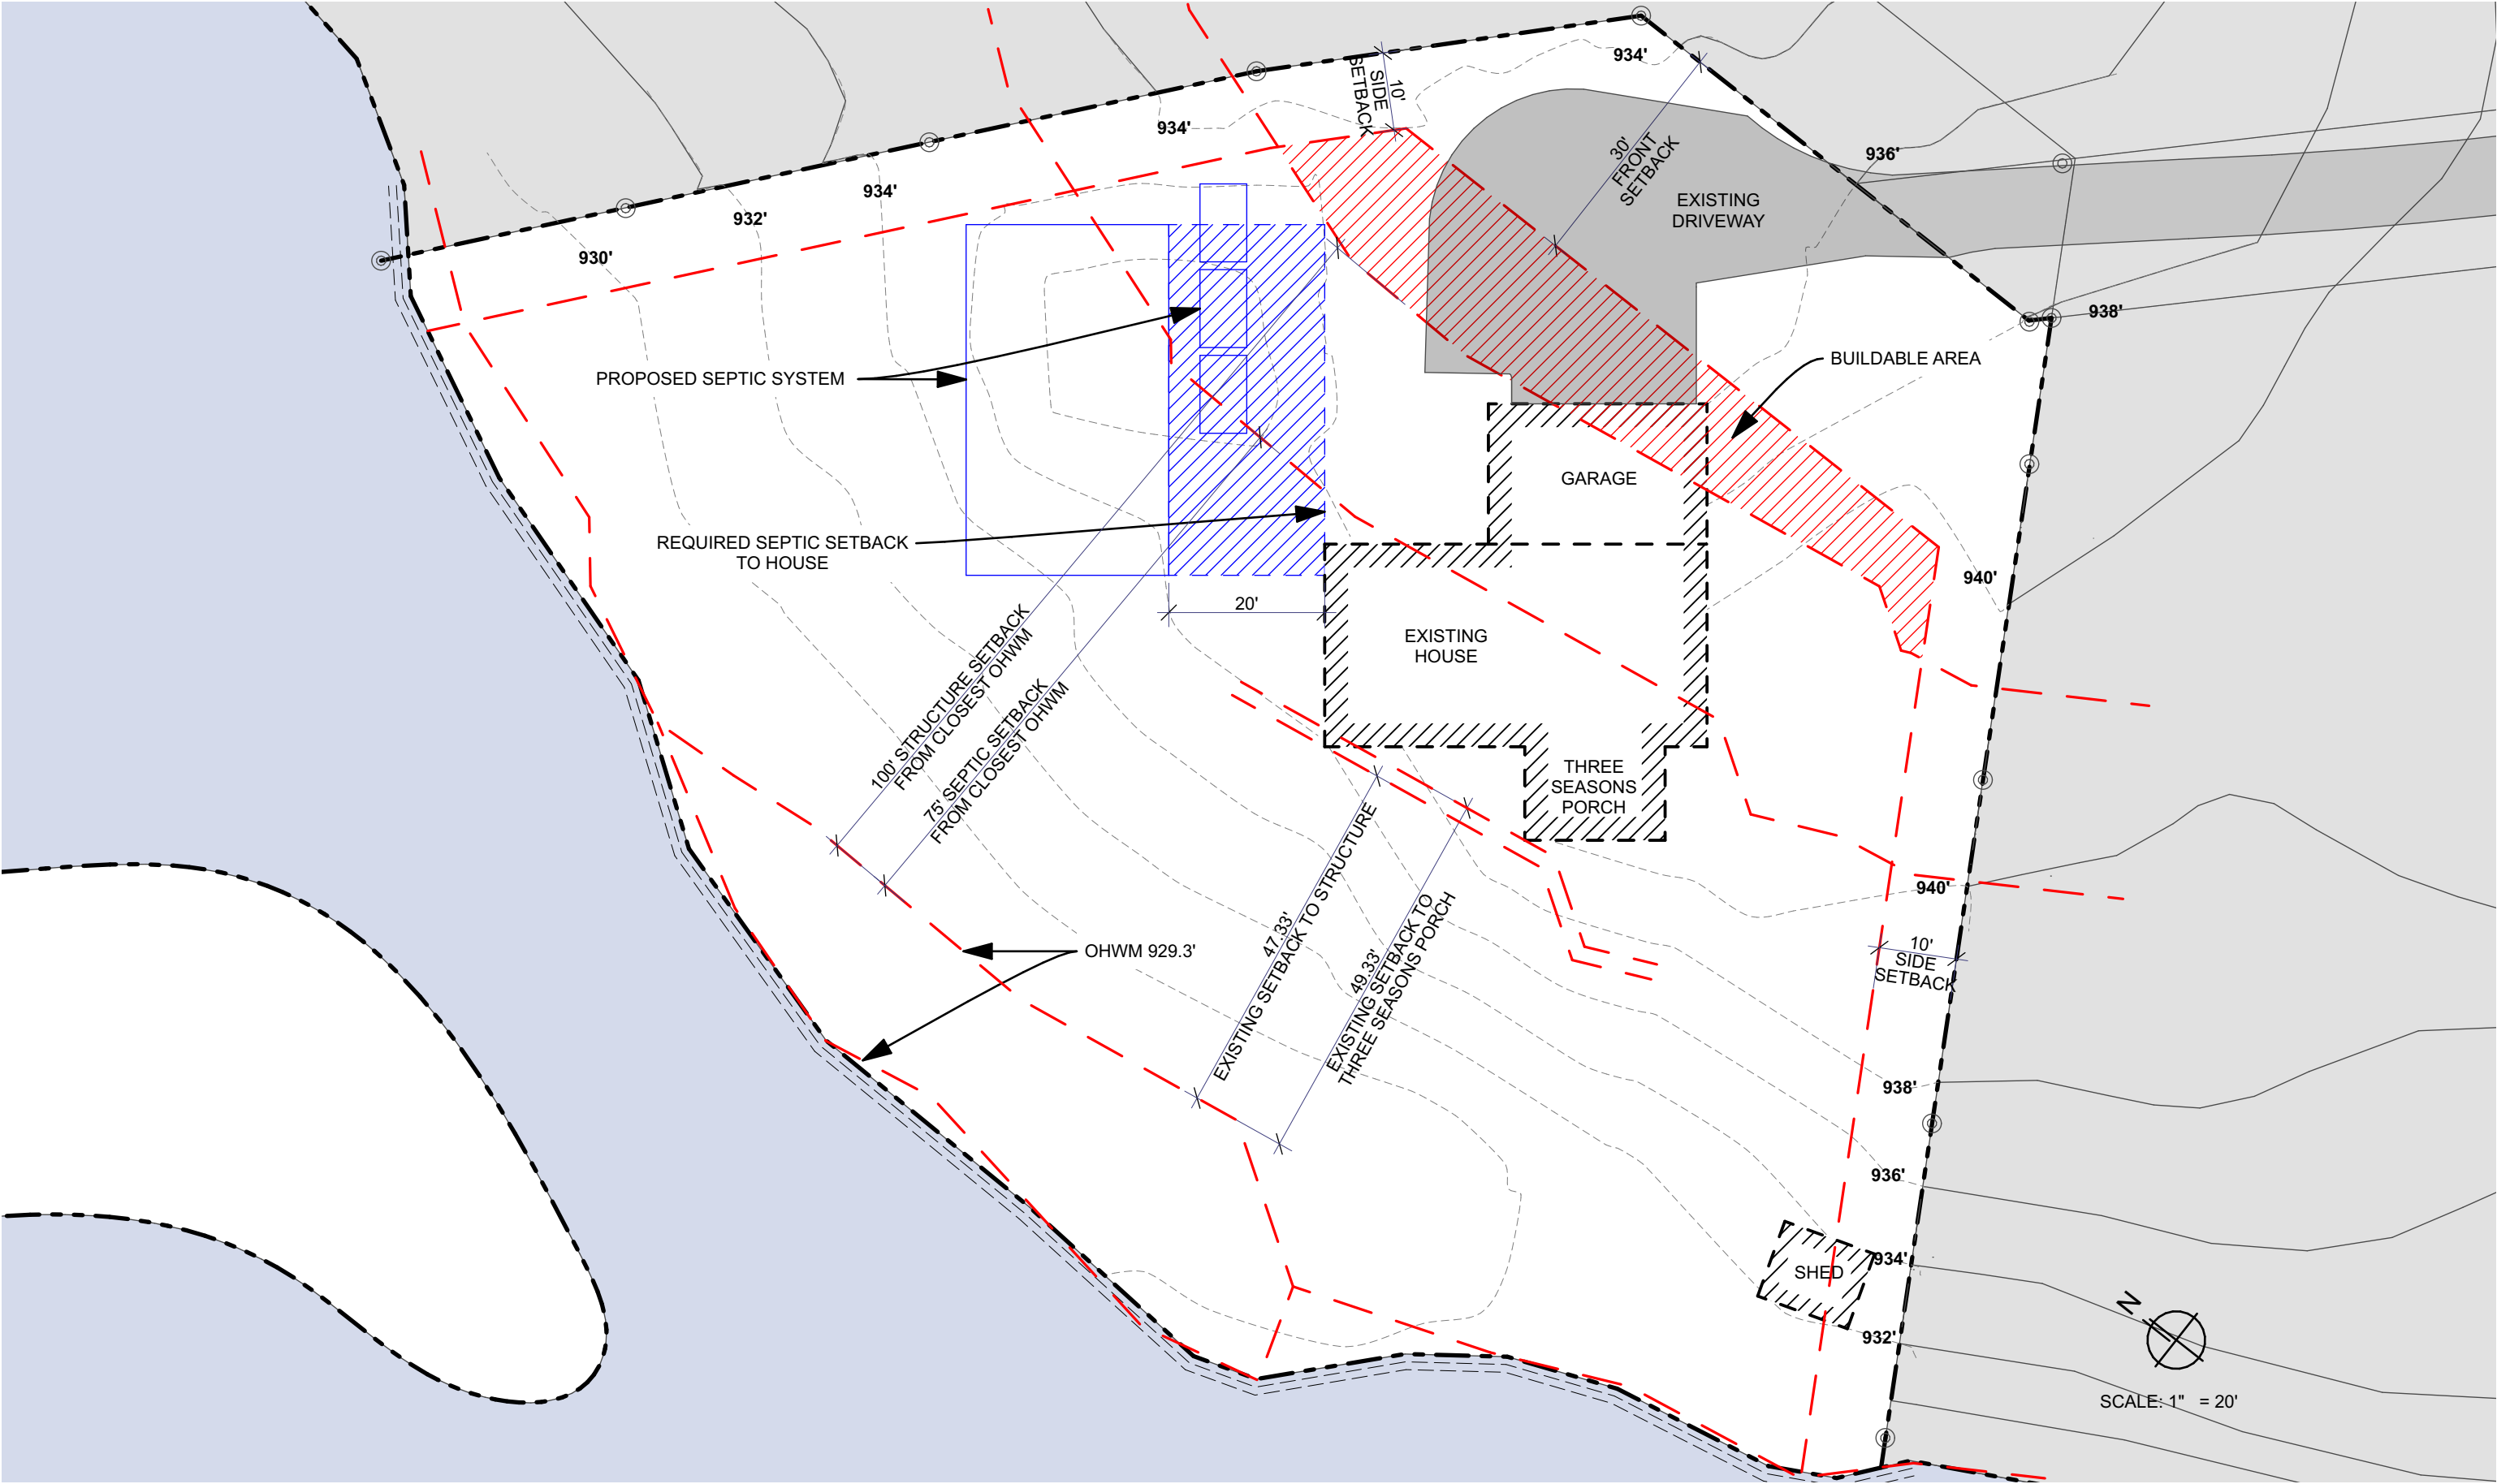 934'
10'
SIDE
SETBACK
934'
30'
FRONT
SETBACK
936'
EXISTING
DRIVEWAY
934'
932'
930'
938'
BUILDABLE AREA
PROPOSED SEPTIC SYSTEM
GARAGE
REQUIRED SEPTIC SETBACK
TO HOUSE
940'
20'
EXISTING
HOUSE
100' STRUCTURE SETBACK
FROM CLOSEST OHWM
75' SEPTIC SETBACK
FROM CLOSEST OHWM
THREE
SEASONS
PORCH
940'
47.33'
EXISTING SETBACK TO STRUCTURE
49.33'
EXISTING SETBACK TO
THREE SEASONS PORCH
OHWM 929.3'
10'
SIDE
SETBACK
938'
936'
934'
SHED
932'
N
SCALE: 1" = 20'